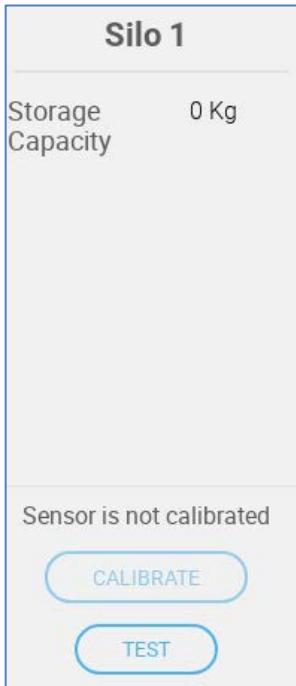 Silo 1
Storage 0 Kg
Capacity
Sensor is not calibrated
CALIBRATE
TEST